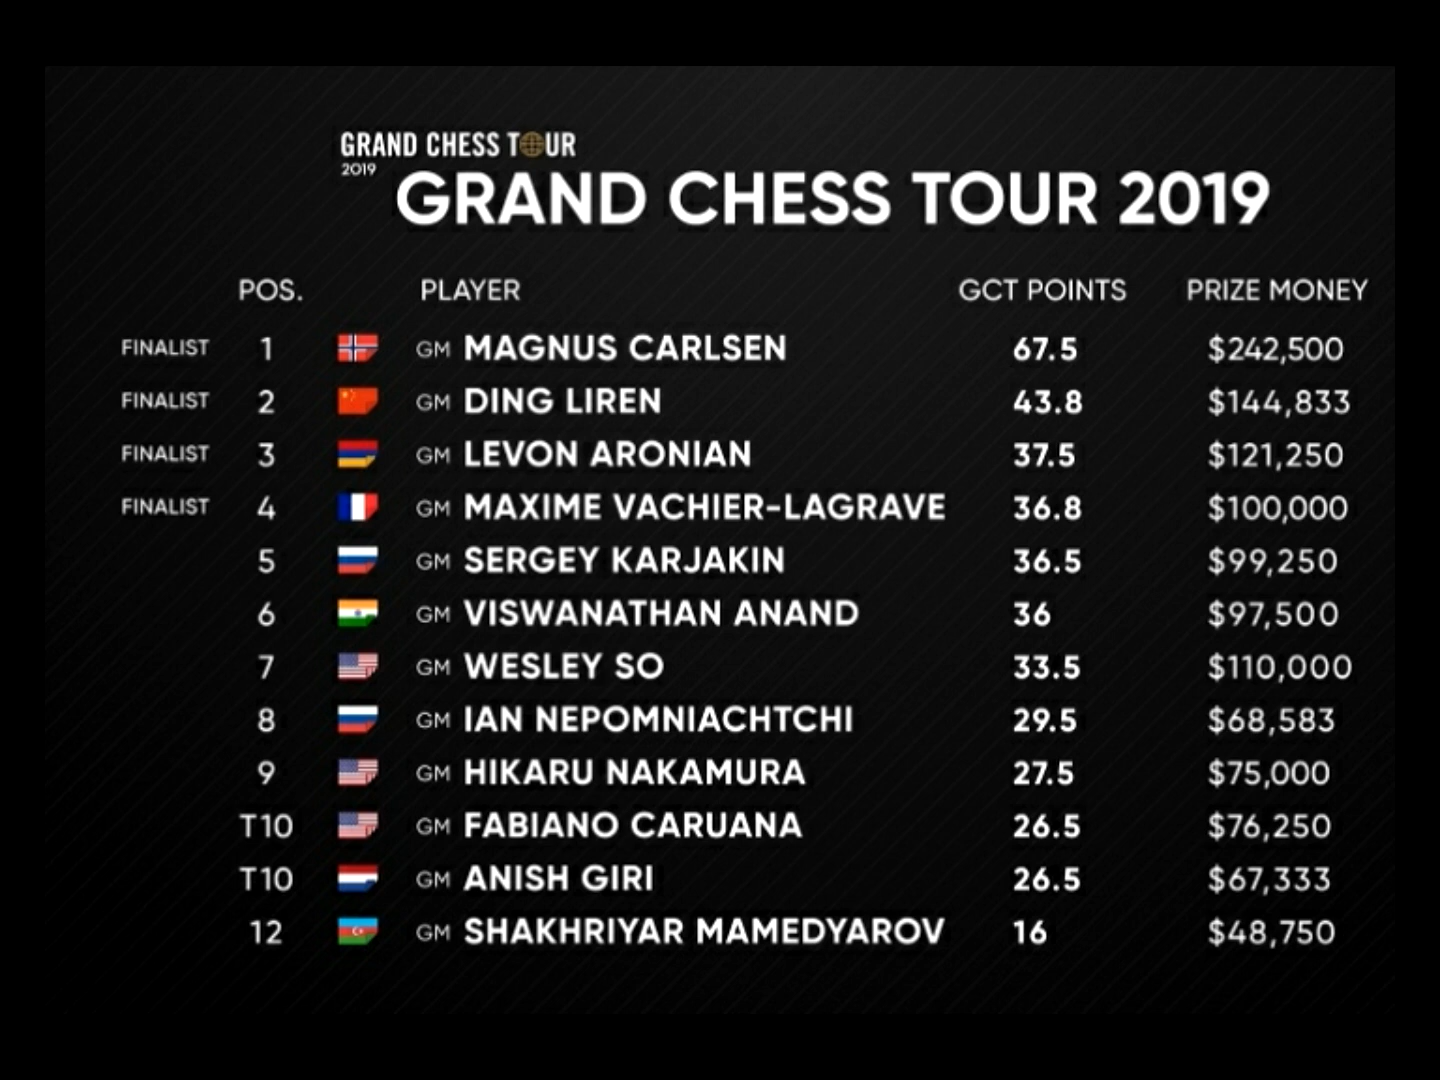 GRAND CHESS TOUR
2019
GRAND CHESS TOUR 2019
POS. PLAYER GCT POINTS PRIZE MONEY
FINALIST 1 GM MAGNUS CARLSEN 67.5 $242,500
FINALIST 2 GM DING LIREN 43.8 $144,833
FINALIST 3 GM LEVON ARONIAN 37.5 $121,250
FINALIST 4 GM MAXIME VACHIER-LAGRAVE 36.8 $100,000
5 GM SERGEY KARJAKIN 36.5 $99,250
6 GM VISWANATHAN ANAND 36 $97,500
7 GM WESLEY SO 33.5 $110,000
8 GM IAN NEPOMNIACHTCHI 29.5 $68,583
9 GM HIKARU NAKAMURA 27.5 $75,000
T10 GM FABIANO CARUANA 26.5 $76,250
T10 GM ANISH GIRI 26.5 $67,333
12 GM SHAKHRIYAR MAMEDYAROV 16 $48,750